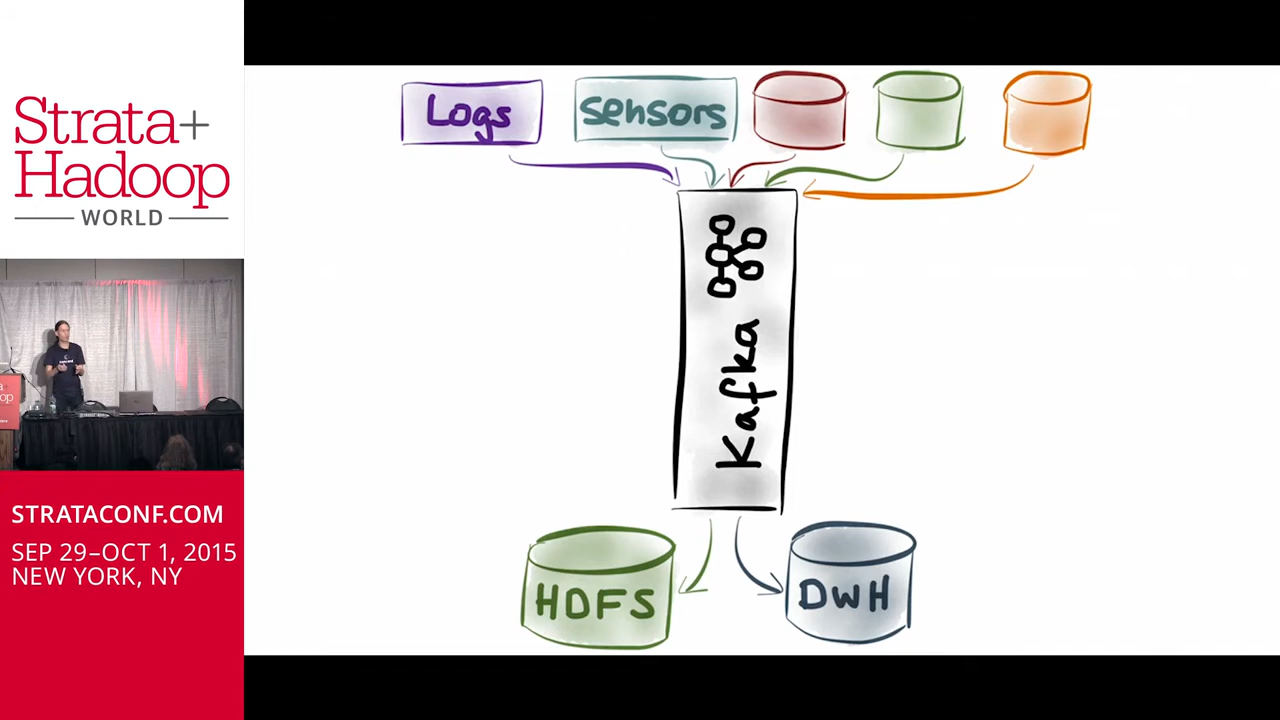 Strata+
Hadoop
WORLD
Logs
sensors
Kafka
HDFS
DWH
STRATACONF.COM
SEP 29–OCT 1, 2015
NEW YORK, NY